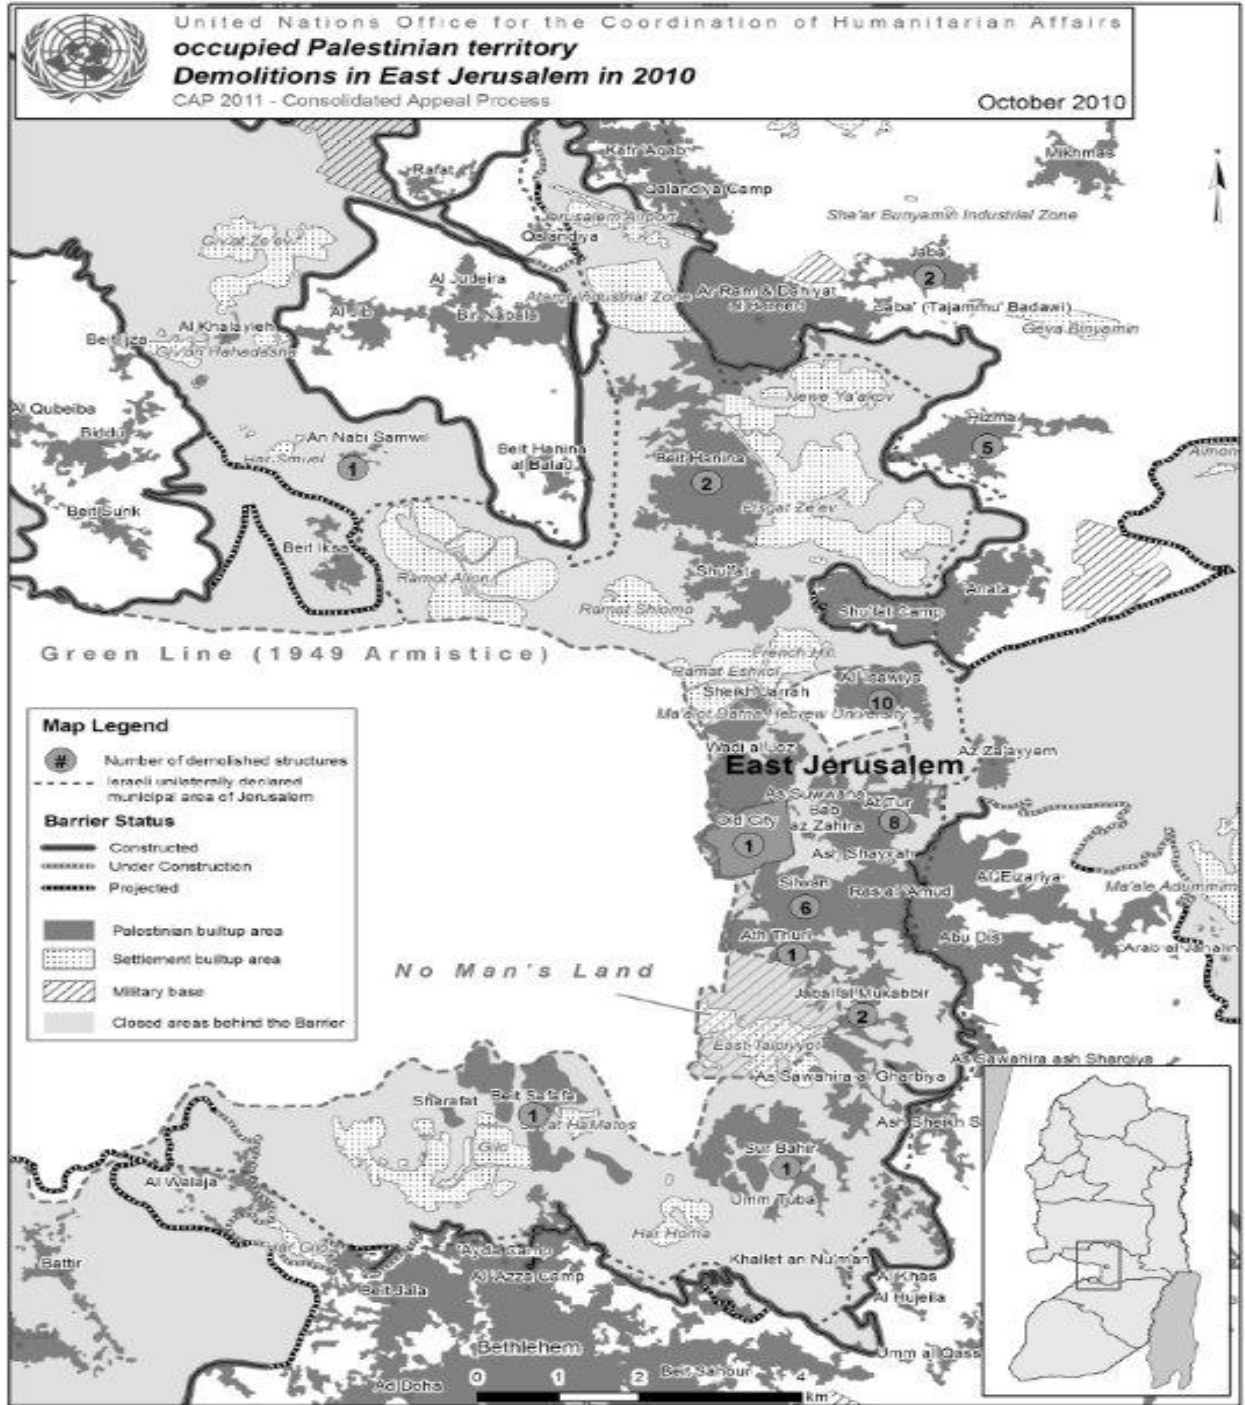 United Nations Office for the Coordination of Humanitarian Affairs
occupied Palestinian territory
Demolitions in East Jerusalem in 2010
CAP 2011 - Consolidated Appeal Process
October 2010
Kafr 'Aqab
Mikhmas
Rafat
Qalandiya Camp
Sha'ar Bunyamin Industrial Zone
Jerusalem Airport
Qalandiya
Giv'at Ze'ev
Jaba'
2
Al Judeira
Atarot Industrial Zone
Ar Ram & Dahiyat
Jaba' (Tajammu' Badawi)
Al Jib
Bir Nabala
Geva Binyamin
Al Khalayleh
Beit Ijza
Giv'on Hahadasha
Neve Ya'akov
Al Qubeiba
Hizma
Biddu
An Nabi Samwil
5
Har Smuel
Beit Hanina
al Balad
Beit Hanina
Almon
1
2
Pisgat Ze'ev
Beit Surik
Beit Iksa
Shu'fat
Ramot Allon
Anata
Ramat Shlomo
Shu'fat Camp
Green Line (1949 Armistice)
French Hill
Ramat Eshkol
Al 'Isawiya
Sheikh Jarrah
10
Ma'alot Dafna
Hebrew University
Wadi al Joz
Az Za'ayyem
East Jerusalem
As Suwwana
Bab
az Zahira
At Tur
8
Old City
1
Ash Shayyah
Silwan
6
Ras al 'Amud
Al 'Eizariya
Ma'ale Adummim
Ath Thuri
1
Abu Dis
Arab al Jahalin
No Man's Land
Jabal al Mukabbir
2
East Talpiyyot
As Sawahira ash Sharqiya
As Sawahira al Gharbiya
Sharafat
Beit Safafa
1
Giv'at HaMatos
Ash Sheikh S
Gilo
Sur Bahir
1
Al Walaja
Umm Tuba
Har Homa
Har Gilo
'Ayda Camp
Khallet an Nu'man
Battir
Al 'Azza Camp
Al Khas
Beit Jala
Al Hujeila
Bethlehem
Umm al Qass
Beit Sahour
Ad Doha
0 1 2 4
km
Map Legend
# Number of demolished structures
Israeli unilaterally declared
municipal area of Jerusalem
Barrier Status
Constructed
Under Construction
Projected
Palestinian builtup area
Settlement builtup area
Military base
Closed areas behind the Barrier